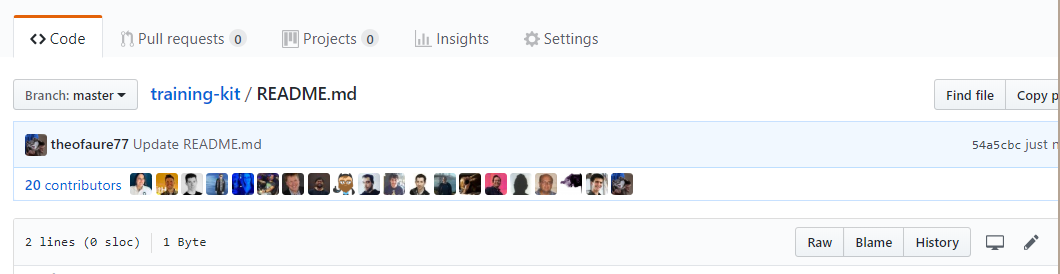 Code Pull requests 0 Projects 0 Insights Settings
Branch: master training-kit / README.md Find file Copy p
theofaure77 Update README.md 54a5cbc just n
20 contributors
2 lines (0 sloc) 1 Byte Raw Blame History